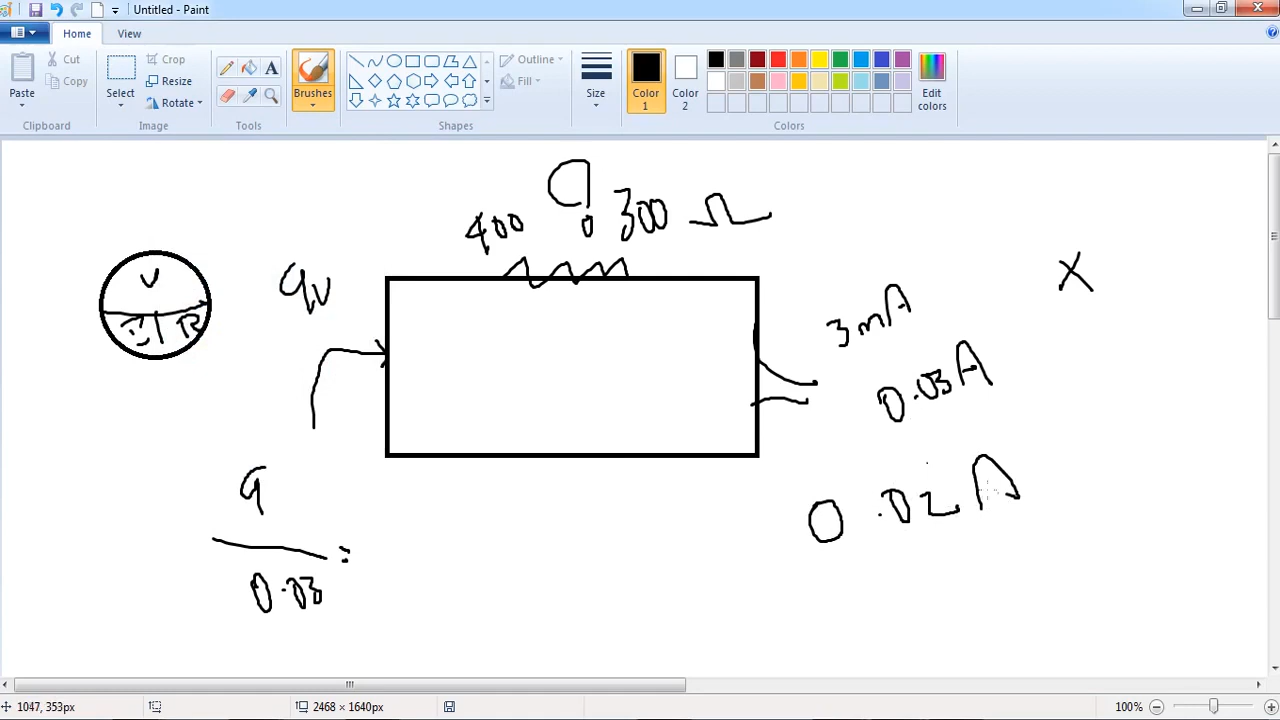 Untitled - Paint
Home View
Paste
Cut
Copy
Clipboard
Select
Crop
Resize
Rotate
Image
A
Tools
Brushes
Outline
Fill
Shapes
Size
Color 1
Color 2
Edit colors
Colors
400 300 Ω
V
I R
9V
3 mA
0.03A
X
0.02A
9
0.03 =
1047, 353px
2468 × 1640px
100%